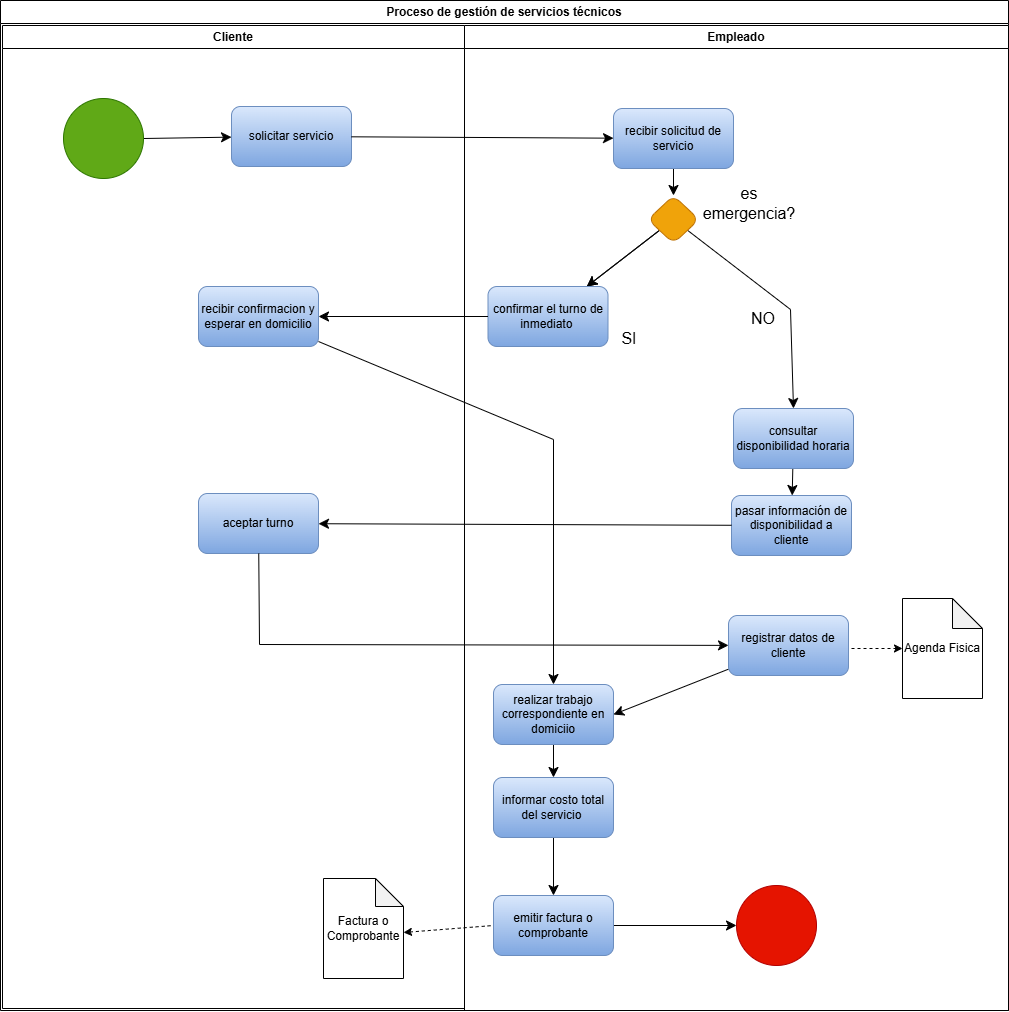 Proceso de gestión de servicios técnicos
Cliente
Empleado
solicitar servicio
recibir solicitud de
servicio
es
emergencia?
recibir confirmacion y
esperar en domicilio
confirmar el turno de
inmediato
SI
NO
consultar
disponibilidad horaria
aceptar turno
pasar información de
disponibilidad a
cliente
registrar datos de
cliente
Agenda Fisica
realizar trabajo
correspondiente en
domiciio
informar costo total
del servicio
Factura o
Comprobante
emitir factura o
comprobante